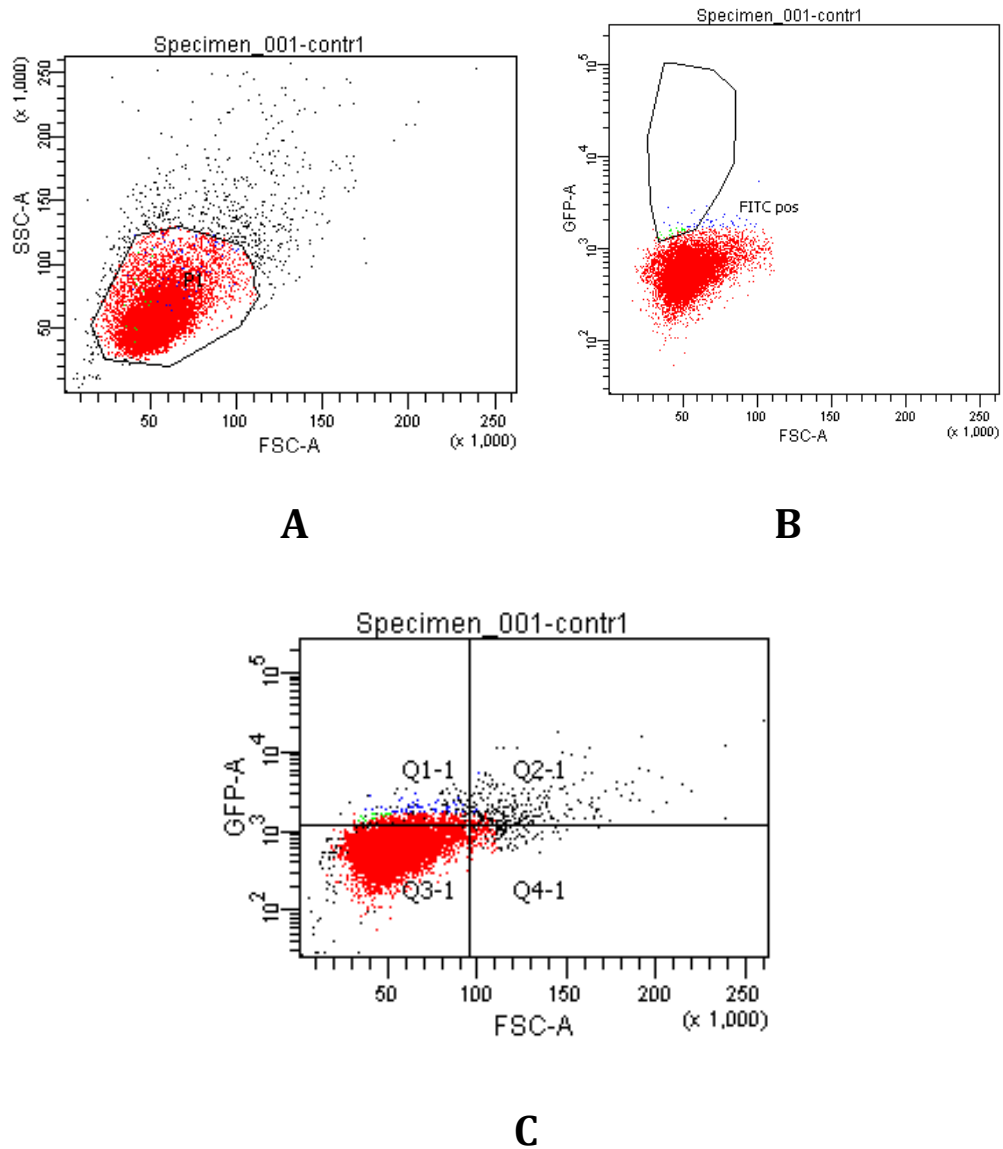 Specimen_001-contr1
(x 1,000)
250
200
150
100
50
SSC-A
P1
50 100 150 200 250
FSC-A (x 1,000)
A
Specimen_001-contr1
10^5
10^4
10^3
10^2
GFP-A
FITC pos
50 100 150 200 250
FSC-A (x 1,000)
B
Specimen_001-contr1
10^5
10^4
10^3
10^2
GFP-A
Q1-1 Q2-1
Q3-1 Q4-1
50 100 150 200 250
FSC-A (x 1,000)
C